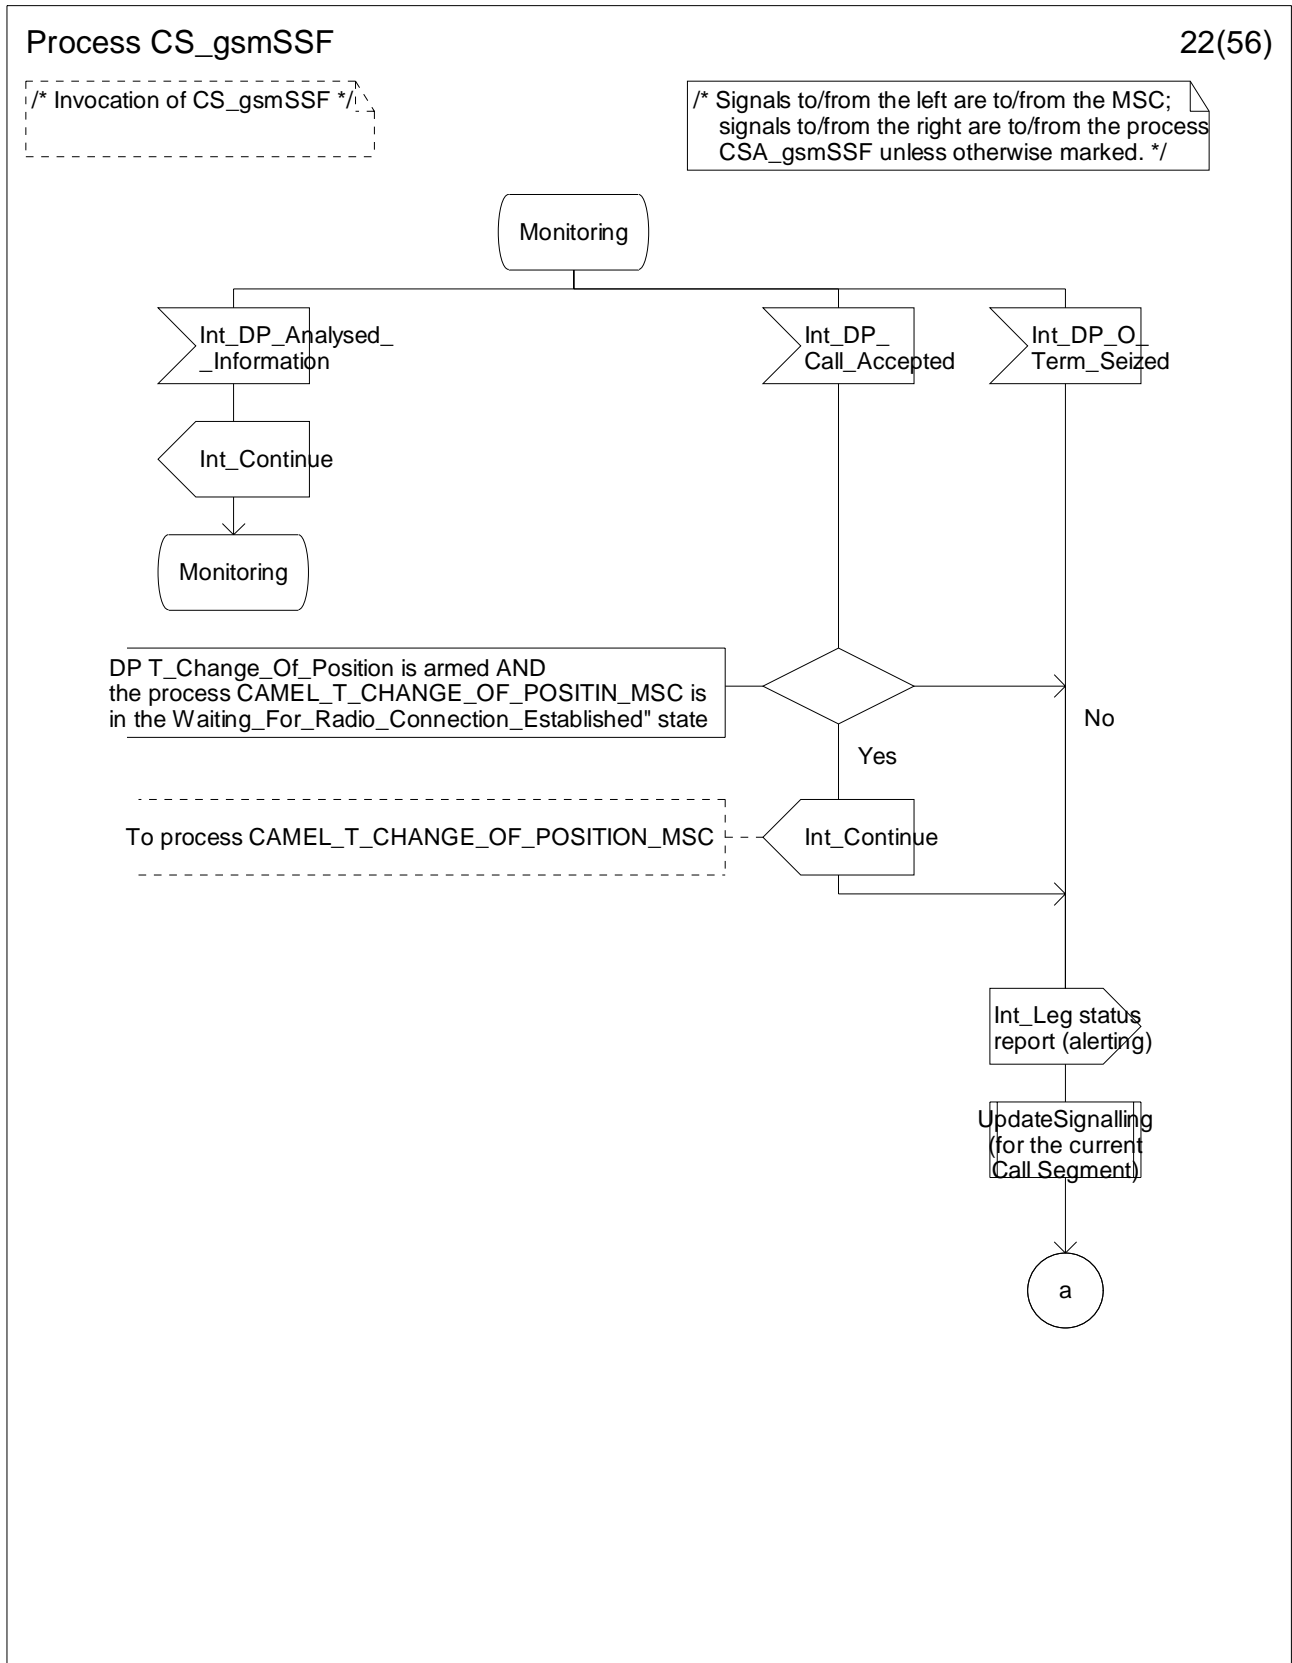 Process CS_gsmSSF
22(56)
/* Invocation of CS_gsmSSF */
/* Signals to/from the left are to/from the MSC;
signals to/from the right are to/from the process
CSA_gsmSSF unless otherwise marked. */
Monitoring
Int_DP_Analysed_
_Information
Int_DP_
Call_Accepted
Int_DP_O_
Term_Seized
Int_Continue
Monitoring
DP T_Change_Of_Position is armed AND
the process CAMEL_T_CHANGE_OF_POSITIN_MSC is
in the Waiting_For_Radio_Connection_Established" state
No
Yes
To process CAMEL_T_CHANGE_OF_POSITION_MSC
Int_Continue
Int_Leg status
report (alerting)
UpdateSignalling
(for the current
Call Segment)
a